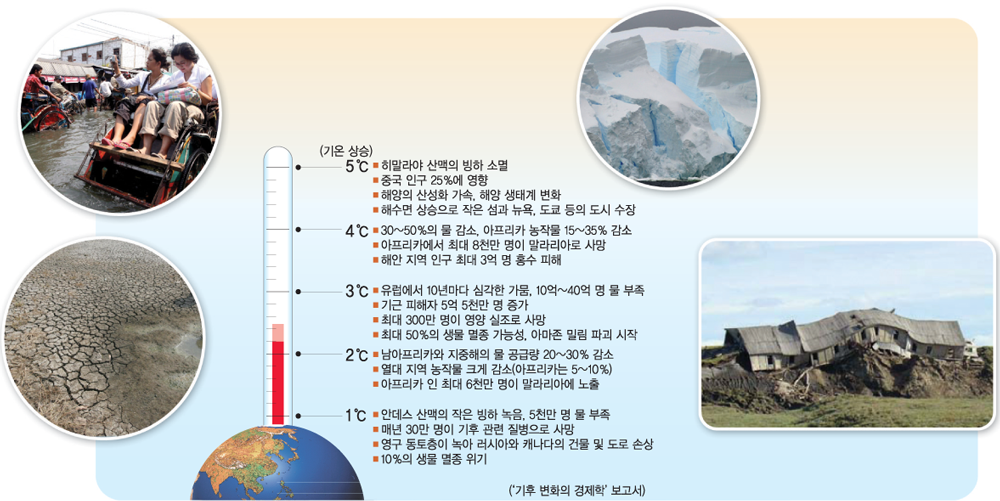 (기온 상승)
5℃ 히말라야 산맥의 빙하 소멸
중국 인구 25%에 영향
해양의 산성화 가속, 해양 생태계 변화
해수면 상승으로 작은 섬과 뉴욕, 도쿄 등의 도시 수장
4℃ 30~50%의 물 감소, 아프리카 농작물 15~35% 감소
아프리카에서 최대 8천만 명이 말라리아로 사망
해안 지역 인구 최대 3억 명 홍수 피해
3℃ 유럽에서 10년마다 심각한 가뭄, 10억~40억 명 물 부족
기근 피해자 5억 5천만 명 증가
최대 300만 명이 영양 실조로 사망
최대 50%의 생물 멸종 가능성, 아마존 밀림 파괴 시작
2℃ 남아프리카와 지중해의 물 공급량 20~30% 감소
열대 지역 농작물 크게 감소(아프리카는 5~10%)
아프리카 인 최대 6천만 명이 말라리아에 노출
1℃ 안데스 산맥의 작은 빙하 녹음, 5천만 명 물 부족
매년 30만 명이 기후 관련 질병으로 사망
영구 동토층이 녹아 러시아와 캐나다의 건물 및 도로 손상
10%의 생물 멸종 위기
('기후 변화의 경제학' 보고서)